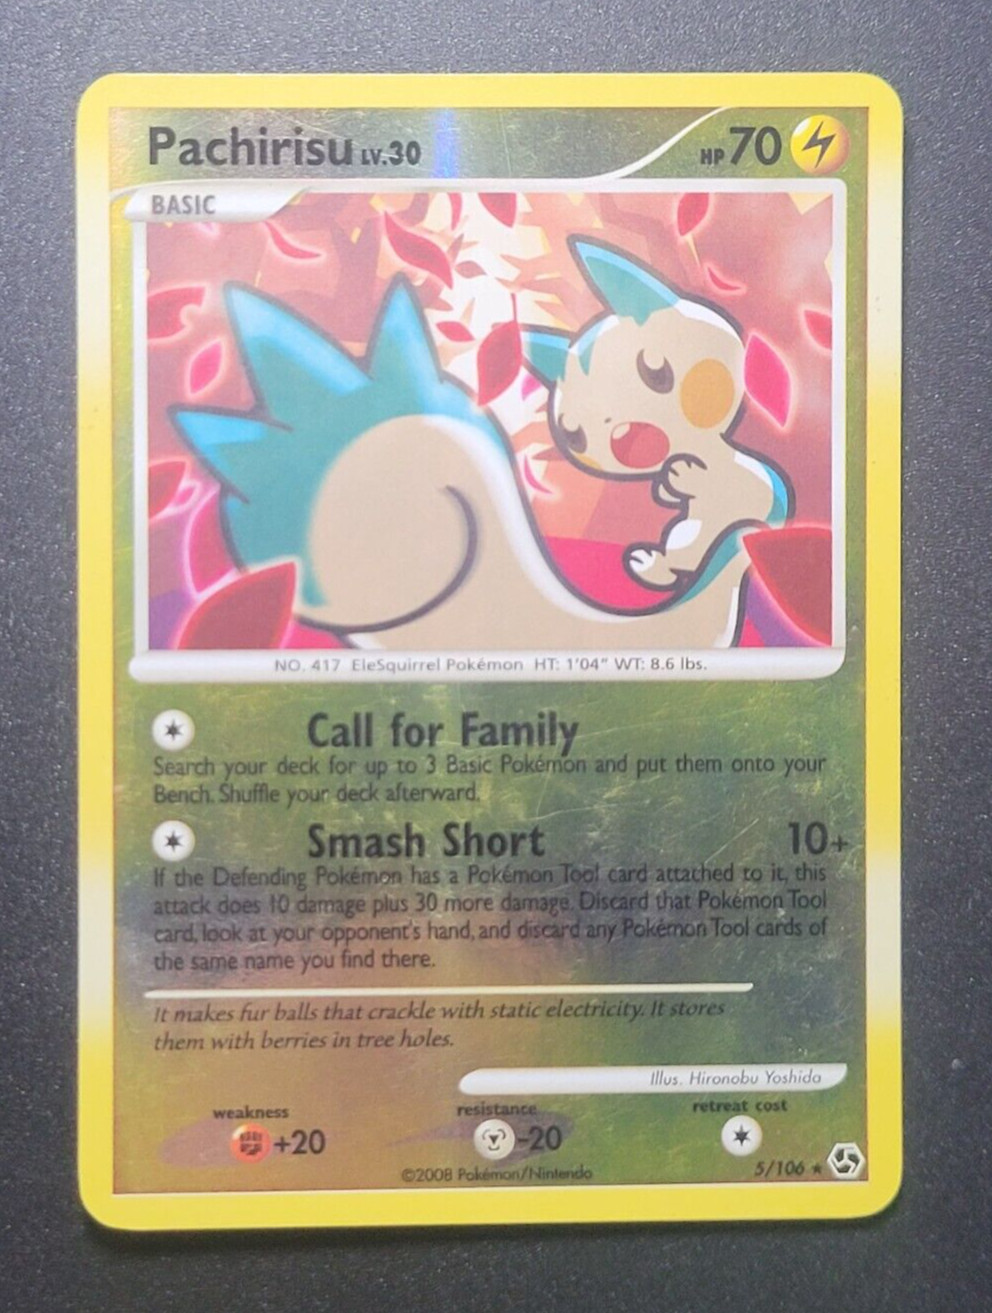 Pachirisu LV.30
HP 70
BASIC
NO. 417 EleSquirrel Pokémon HT: 1'04" WT: 8.6 lbs.
Call for Family
Search your deck for up to 3 Basic Pokémon and put them onto your
Bench. Shuffle your deck afterward.
Smash Short 10+
If the Defending Pokémon has a Pokémon Tool card attached to it, this
attack does 10 damage plus 30 more damage. Discard that Pokémon Tool
card, look at your opponent's hand, and discard any Pokémon Tool cards of
the same name you find there.
It makes fur balls that crackle with static electricity. It stores
them with berries in tree holes.
Illus. Hironobu Yoshida
weakness resistance retreat cost
+20 -20
©2008 Pokémon/Nintendo 5/106 ★